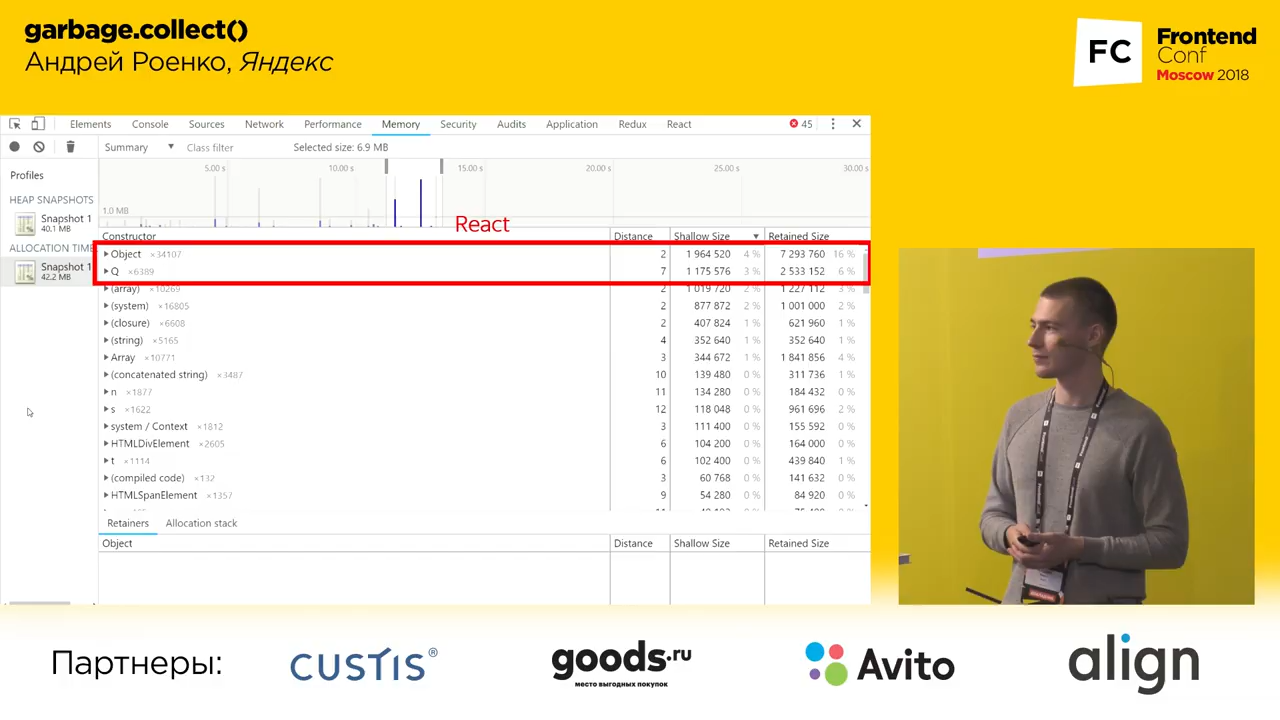 garbage.collect()
Андрей Роенко, Яндекс
FC
Frontend
Conf
Moscow 2018
Elements Console Sources Network Performance Memory Security Audits Application Redux React 45
Summary Class filter Selected size: 6.9 MB
Profiles
HEAP SNAPSHOTS
Snapshot 1
40.1 MB
ALLOCATION TIME
Snapshot 1
42.2 MB
5.00 s 10.00 s 15.00 s 20.00 s 25.00 s 30.00 s
1.0 MB
React
Constructor Distance Shallow Size Retained Size
Object ×34107 2 1 964 520 4 % 7 293 760 16 %
Q ×6389 7 1 175 576 3 % 2 533 152 6 %
(array) ×10269 2 1 019 720 2 % 1 227 112 3 %
(system) ×16805 2 877 872 2 % 1 001 000 2 %
(closure) ×6608 2 407 824 1 % 621 960 1 %
(string) ×5165 4 352 640 1 % 352 640 1 %
Array ×10771 3 344 672 1 % 1 841 856 4 %
(concatenated string) ×3487 10 139 480 0 % 311 736 1 %
n ×1877 11 134 280 0 % 184 432 0 %
s ×1622 12 118 048 0 % 961 696 2 %
system / Context ×1812 3 111 400 0 % 155 592 0 %
HTMLDivElement ×2605 6 104 200 0 % 164 000 0 %
t ×1114 6 102 400 0 % 439 840 1 %
(compiled code) ×132 3 60 768 0 % 141 632 0 %
HTMLSpanElement ×1357 9 54 280 0 % 84 920 0 %
Retainers Allocation stack
Object Distance Shallow Size Retained Size
Партнеры:
CUSTIS®
goods.ru
место выгодных покупок
Avito
align